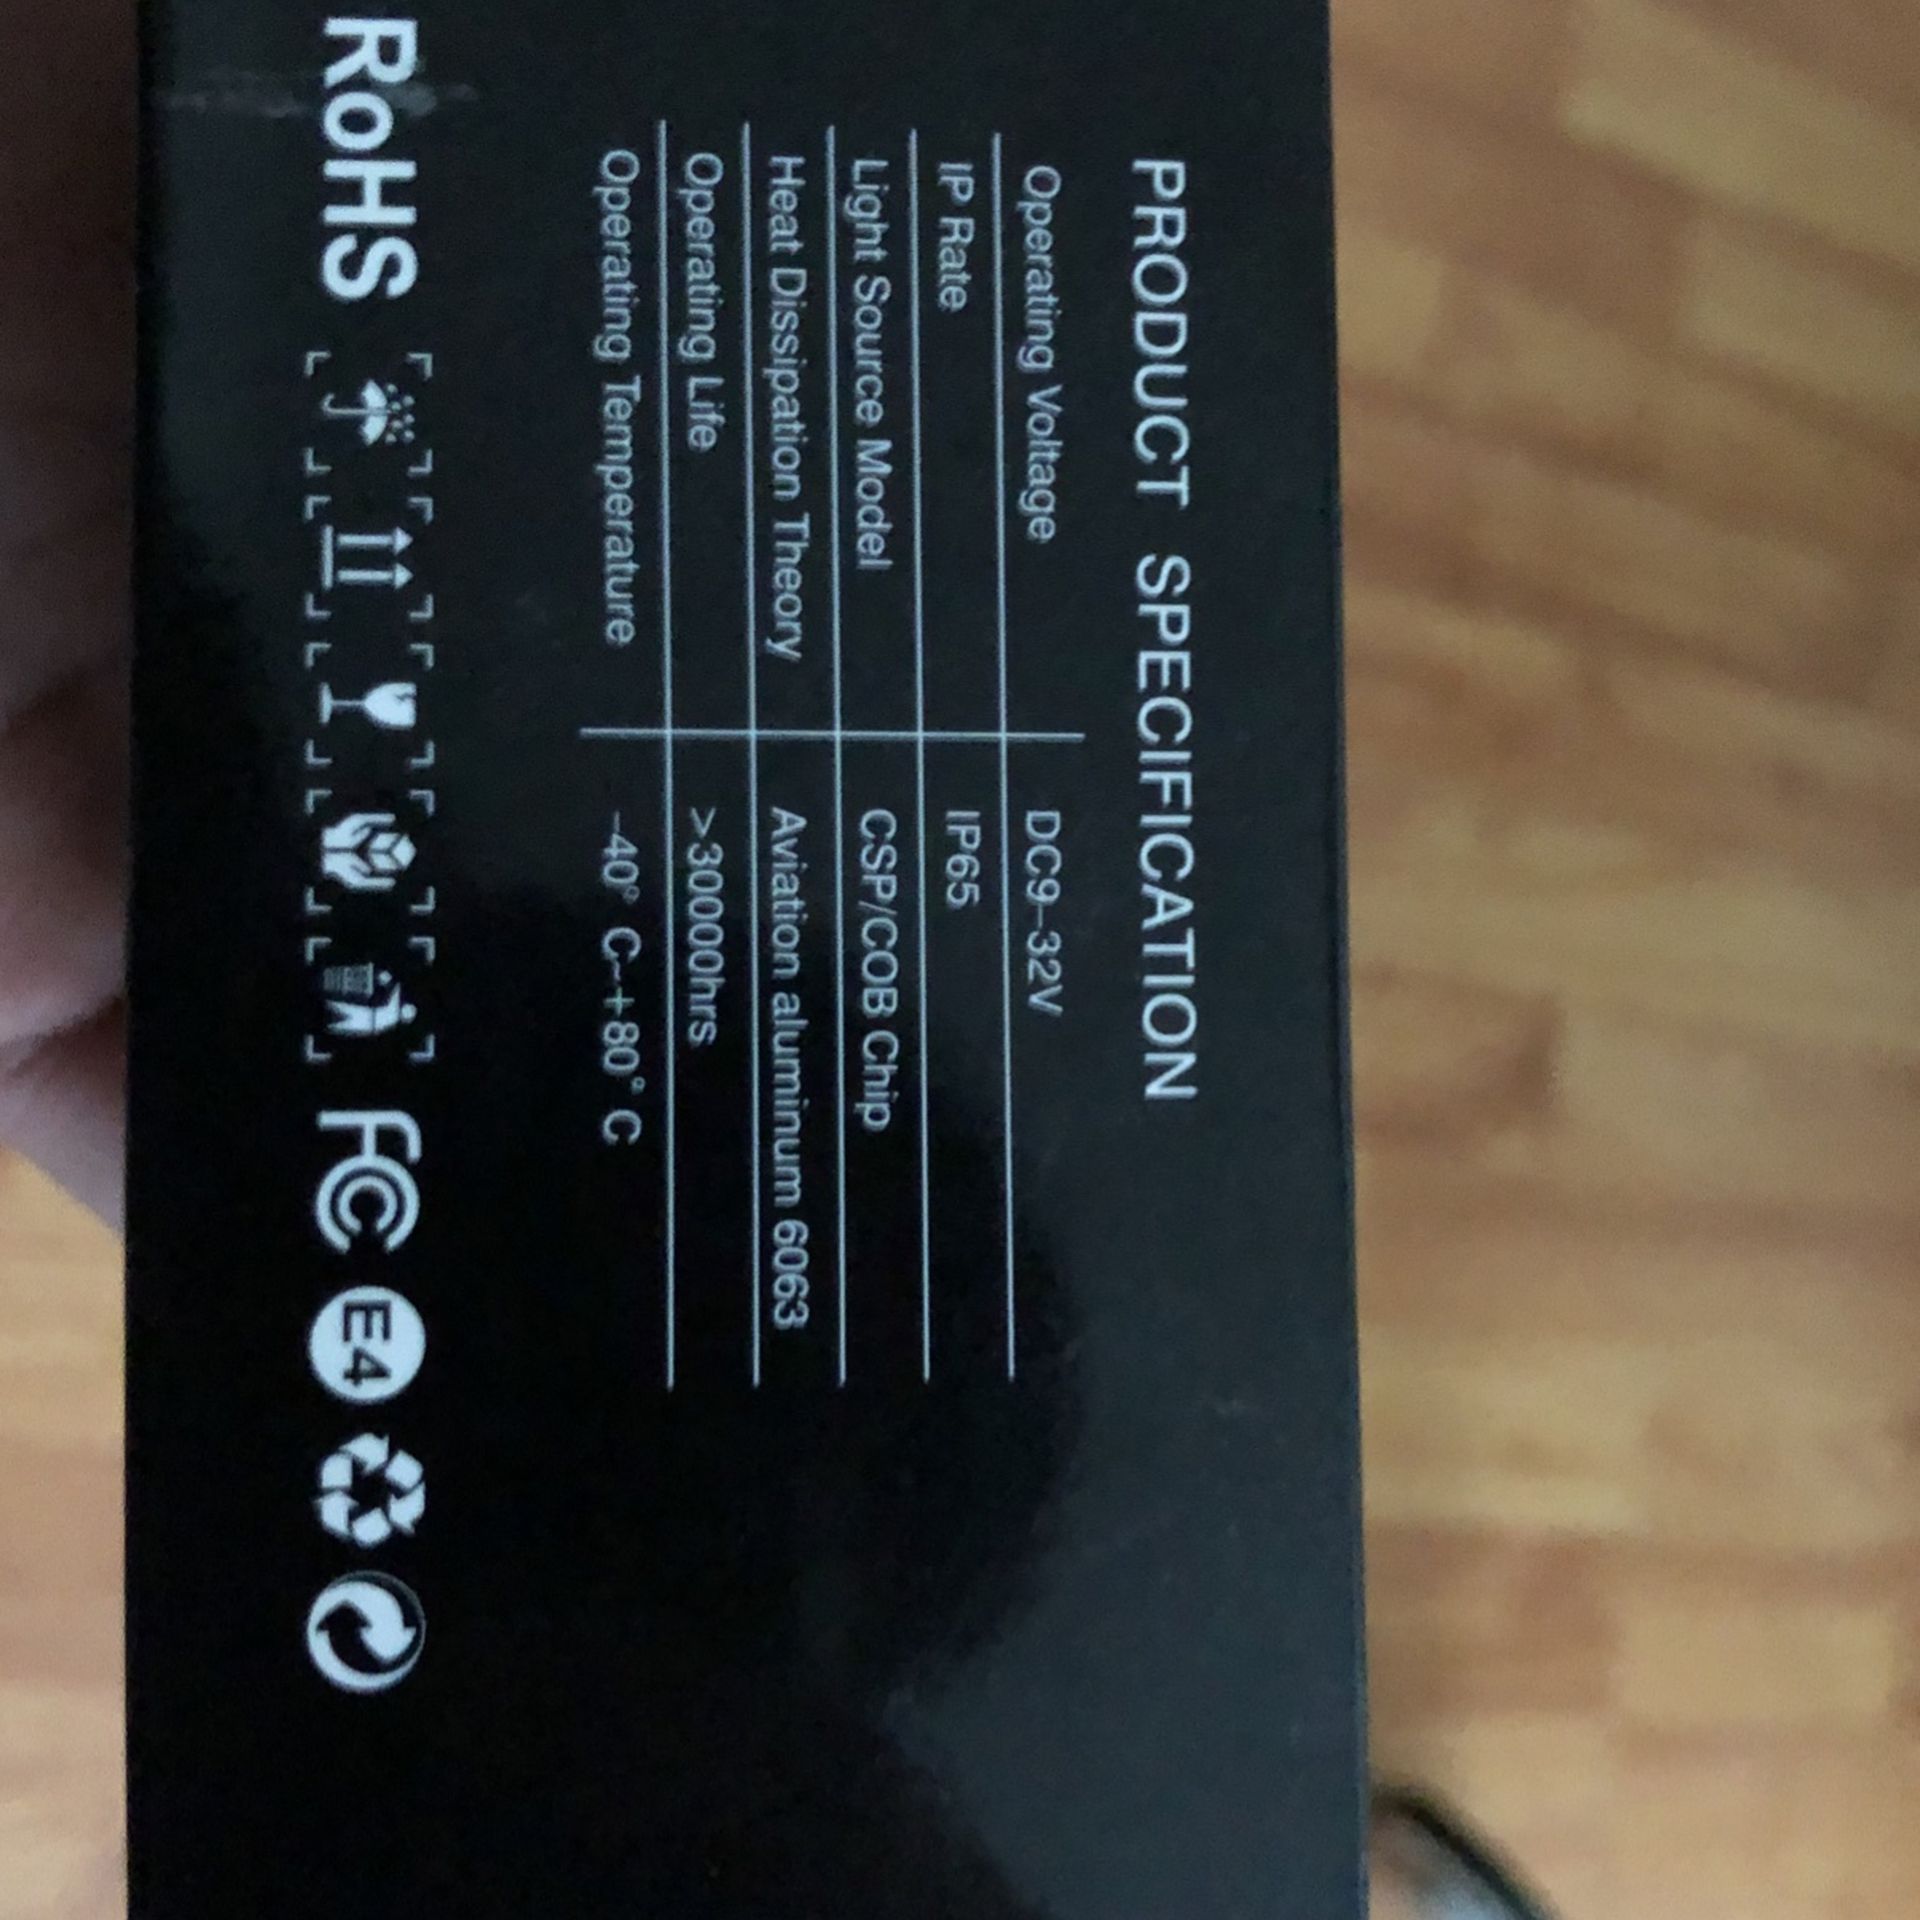 PRODUCT SPECIFICATION
Operating Voltage DC9-32V
IP Rate IP65
Light Source Model CSP/COB Chip
Heat Dissipation Theory Aviation aluminum 6063
Operating Life >30000hrs
Operating Temperature -40° C~+80° C
RoHS FC E4